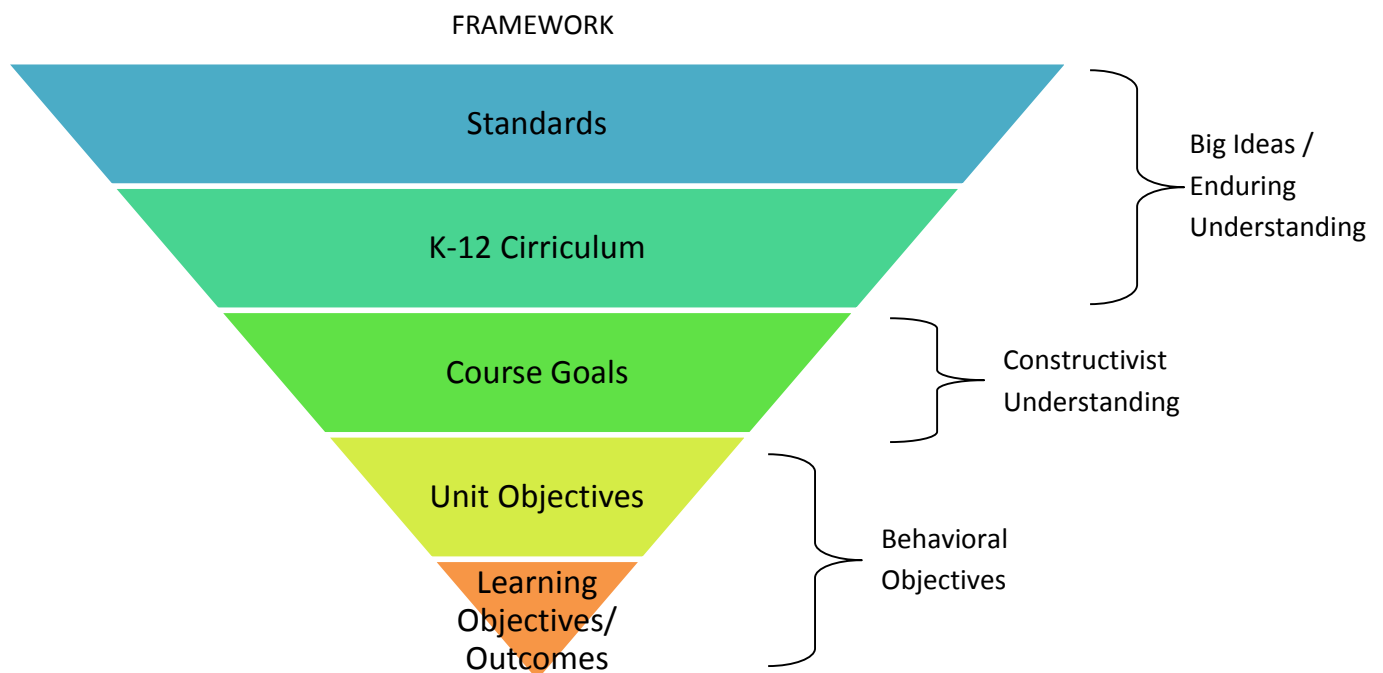 FRAMEWORK
Standards
K-12 Cirriculum
Course Goals
Unit Objectives
Learning
Objectives/
Outcomes
Big Ideas /
Enduring
Understanding
Constructivist
Understanding
Behavioral
Objectives